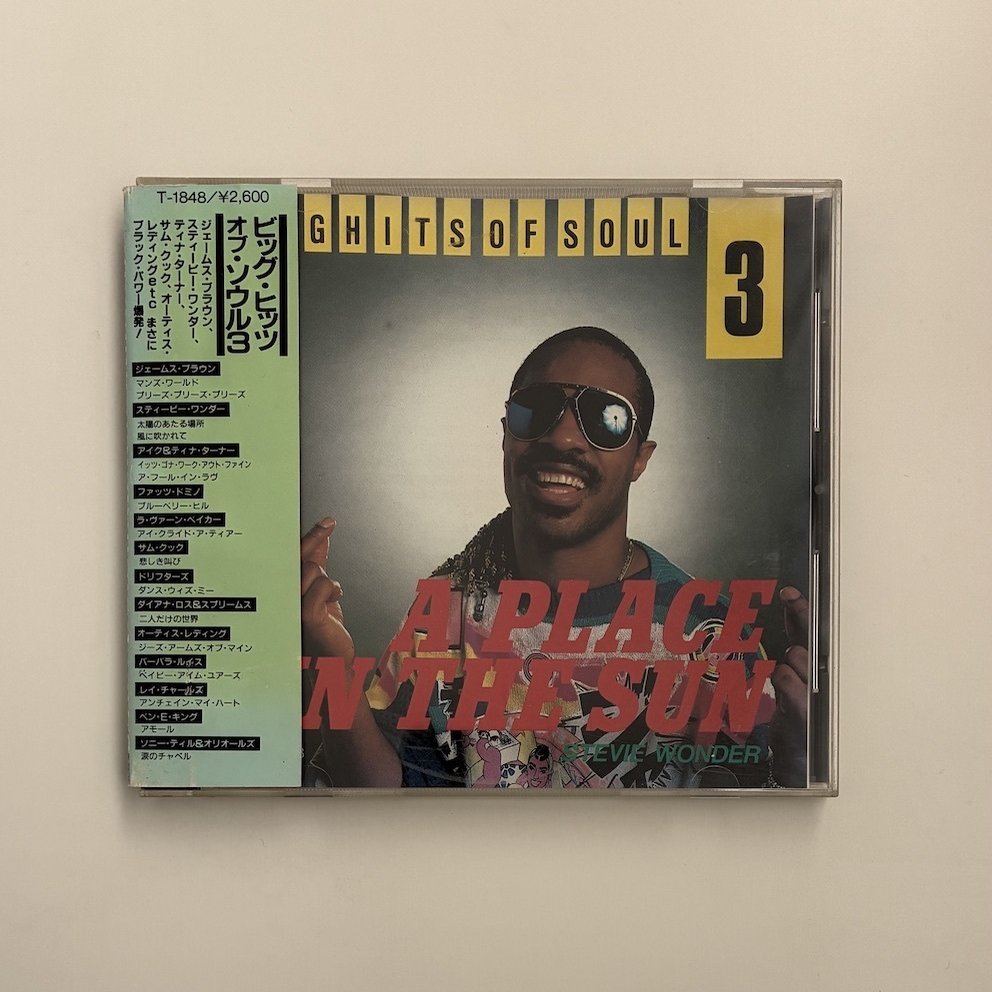 T-1848/¥2,600
ビッグ・ヒッツ
オブ・ソウル3
ジェームス・ブラウン、
スティービー・ワンダー、
ティナ・ターナー、
サム・クック、オーティス・
レディングetc まさに
ブラック・パワー爆発!
ジェームス・ブラウン
マンズ・ワールド
プリーズ・プリーズ・プリーズ
スティービー・ワンダー
太陽のあたる場所
風に吹かれて
アイク&ティナ・ターナー
イッツ・ゴナ・ワーク・アウト・ファイン
ア・フール・イン・ラヴ
ファッツ・ドミノ
ブルーベリー・ヒル
ラ・ヴァーン・ベイカー
アイ・クライド・ア・ティアー
サム・クック
悲しき叫び
ドリフターズ
ダンス・ウィズ・ミー
ダイアナ・ロス&スプリームス
二人だけの世界
オーティス・レディング
ジーズ・アームズ・オブ・マイン
バーバラ・ルイス
ベイビー・アイム・ユアーズ
レイ・チャールズ
アンチェイン・マイ・ハート
ベン・E・キング
アモール
ソニー・ティル&オリオールズ
涙のチャペル
GHITS OF SOUL
3
A PLACE
IN THE SUN
STEVIE WONDER